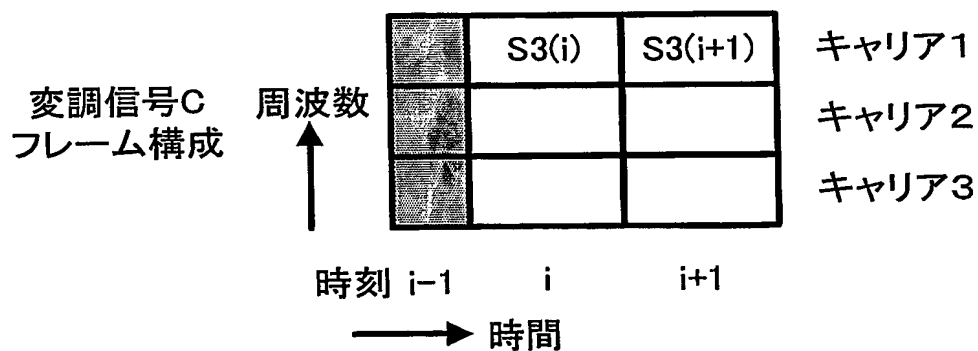 S3(i) S3(i+1) キャリア1
変調信号C
フレーム構成
周波数
キャリア2
キャリア3
時刻 i-1 i i+1
時間